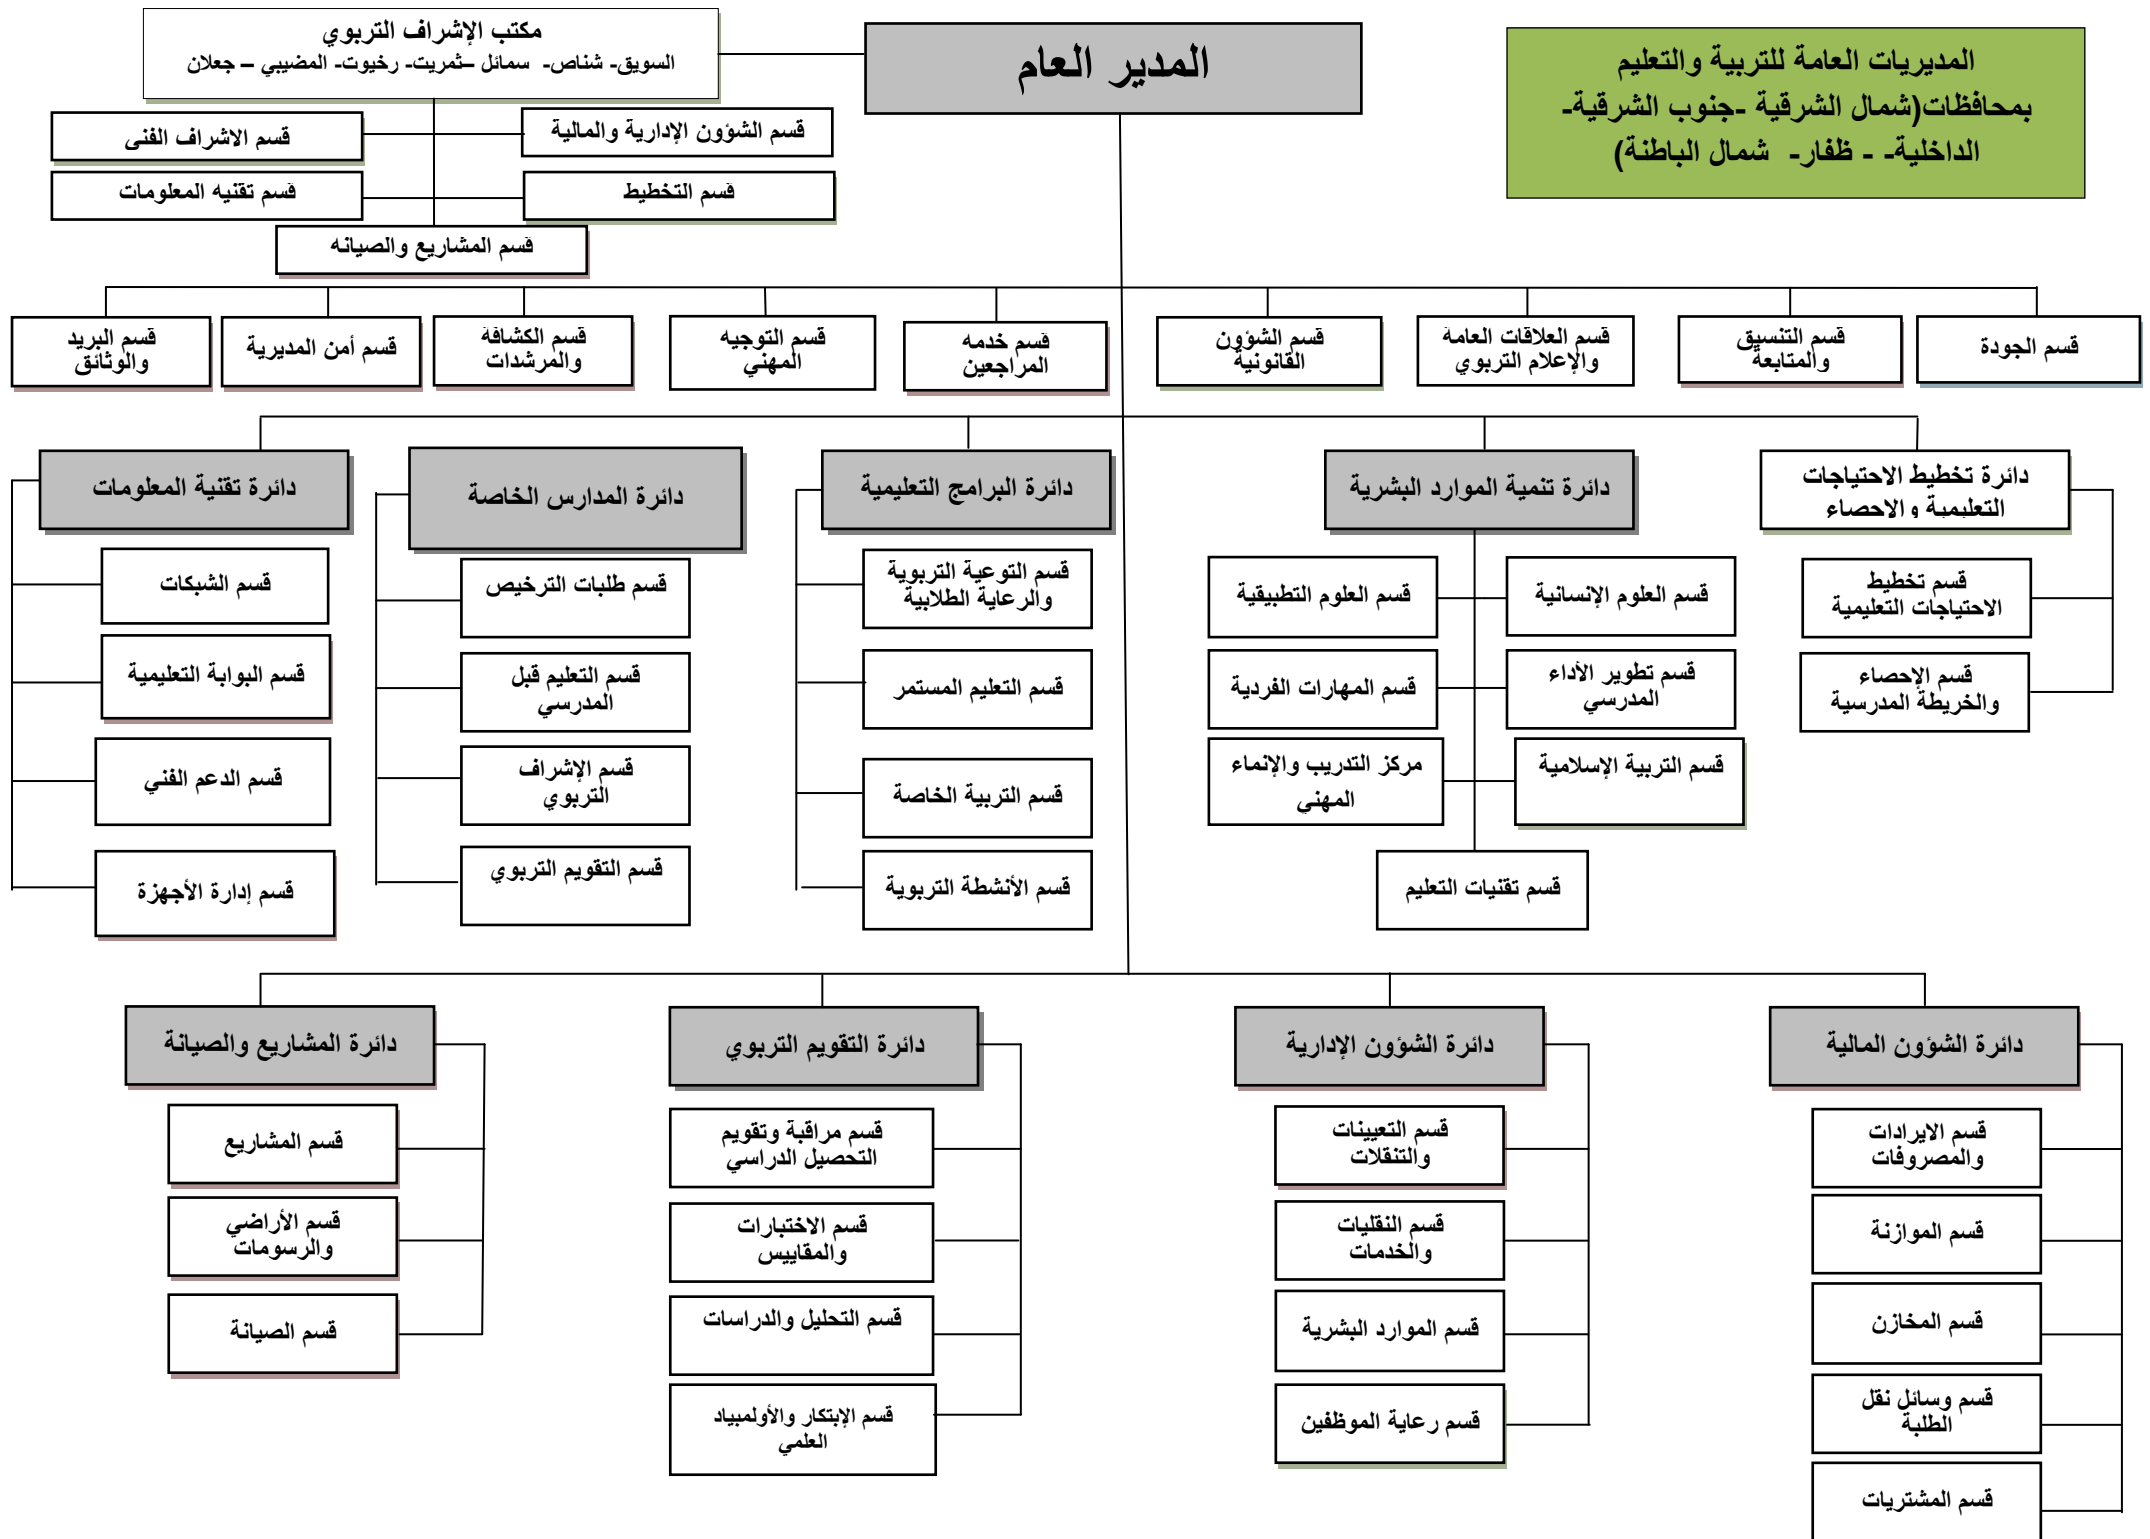 المديريات العامة للتربية والتعليم
بمحافظات(شمال الشرقية -جنوب الشرقية-
الداخلية- - ظفار- شمال الباطنة)
المدير العام
مكتب الإشراف التربوي
السويق- شناص- سمائل –ثمريت- رخيوت- المضيبي – جعلان
قسم الشؤون الإدارية والمالية
قسم الاشراف الفنى
قسم التخطيط
قسم تقنيه المعلومات
قسم المشاريع والصيانه
قسم الجودة
قسم التنسيق
والمتابعة
قسم العلاقات العامة
والإعلام التربوي
قسم الشؤون
القانونية
قسم خدمه
المراجعين
قسم التوجيه
المهني
قسم الكشافة
والمرشدات
قسم أمن المديرية
قسم البريد
والوثائق
دائرة تخطيط الاحتياجات
التعليمية و الاحصاء
قسم تخطيط
الاحتياجات التعليمية
قسم الإحصاء
والخريطة المدرسية
دائرة تنمية الموارد البشرية
قسم العلوم الإنسانية
قسم العلوم التطبيقية
قسم تطوير الأداء
المدرسي
قسم المهارات الفردية
قسم التربية الإسلامية
مركز التدريب والإنماء
المهني
قسم تقنيات التعليم
دائرة البرامج التعليمية
قسم التوعية التربوية
والرعاية الطلابية
قسم التعليم المستمر
قسم التربية الخاصة
قسم الأنشطة التربوية
دائرة المدارس الخاصة
قسم طلبات الترخيص
قسم التعليم قبل
المدرسي
قسم الإشراف
التربوي
قسم التقويم التربوي
دائرة تقنية المعلومات
قسم الشبكات
قسم البوابة التعليمية
قسم الدعم الفني
قسم إدارة الأجهزة
دائرة الشؤون المالية
قسم الايرادات
والمصروفات
قسم الموازنة
قسم المخازن
قسم وسائل نقل
الطلبة
قسم المشتريات
دائرة الشؤون الإدارية
قسم التعيينات
والتنقلات
قسم النقليات
والخدمات
قسم الموارد البشرية
قسم رعاية الموظفين
دائرة التقويم التربوي
قسم مراقبة وتقويم
التحصيل الدراسي
قسم الاختبارات
والمقاييس
قسم التحليل والدراسات
قسم الإبتكار والأولمبياد
العلمي
دائرة المشاريع والصيانة
قسم المشاريع
قسم الأراضي
والرسومات
قسم الصيانة